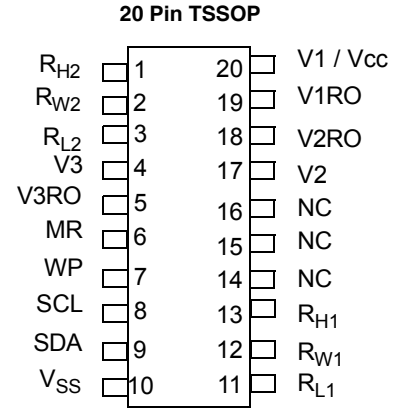 20 Pin TSSOP
RH2 1 20 V1 / Vcc
RW2 2 19 V1RO
RL2 3 18 V2RO
V3 4 17 V2
V3RO 5 16 NC
MR 6 15 NC
WP 7 14 NC
SCL 8 13 RH1
SDA 9 12 RW1
VSS 10 11 RL1